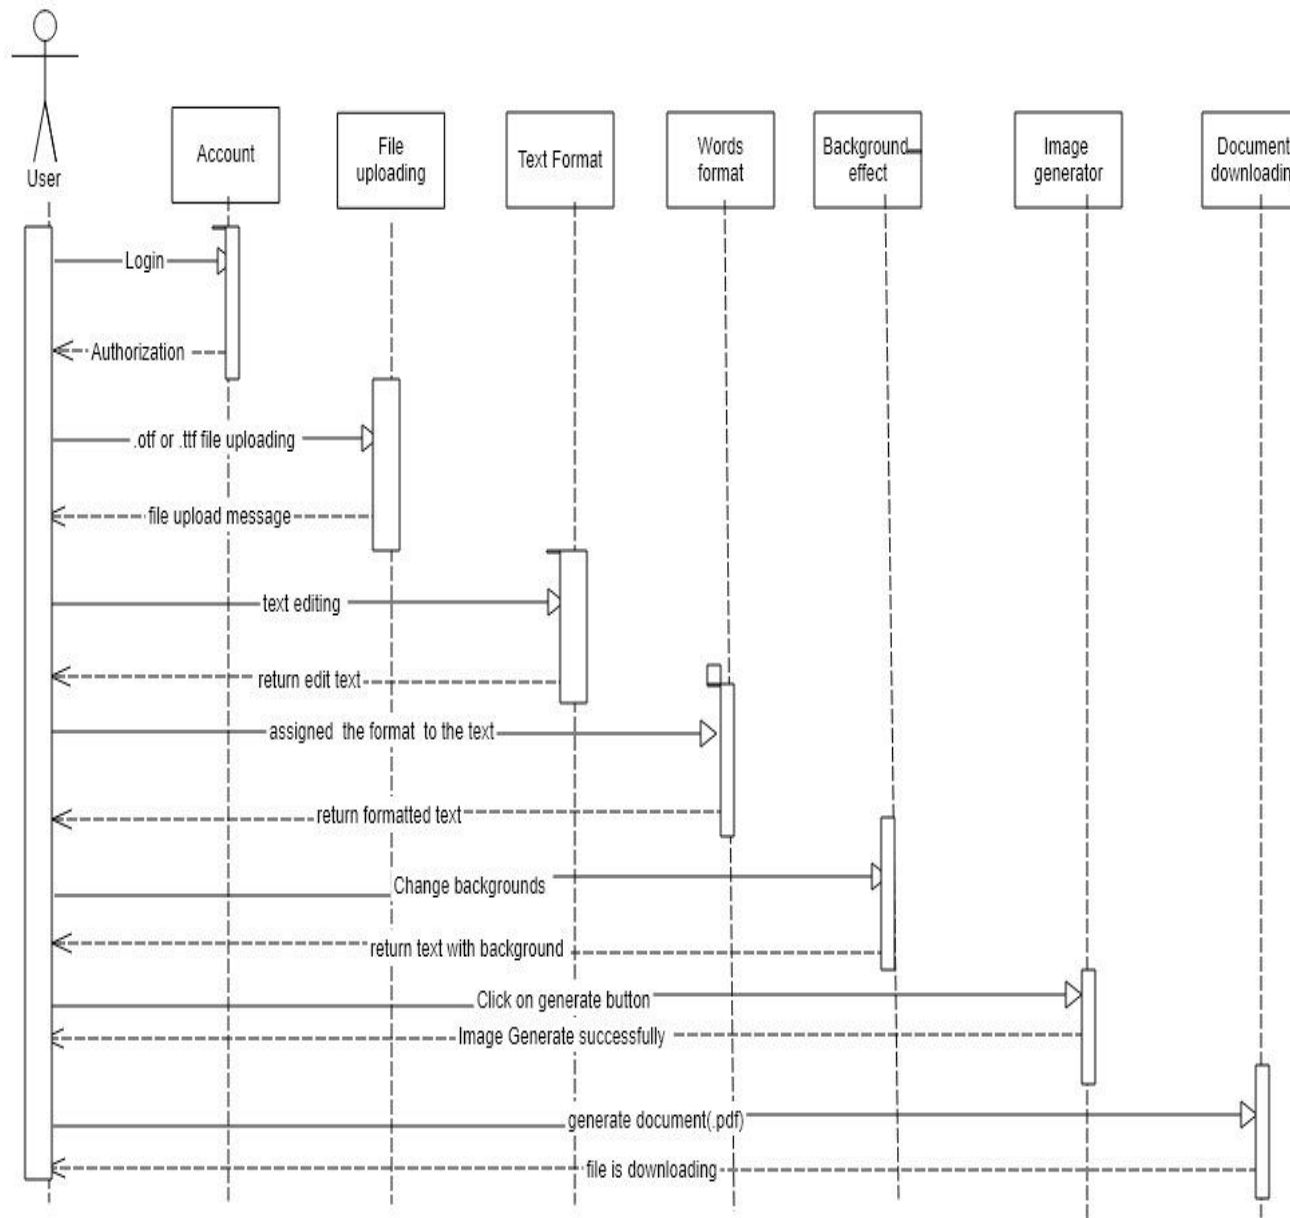 User
Account
File
uploading
Text Format
Words
format
Background
effect
Image
generator
Document
downloadin
Login
Authorization
.otf or .ttf file uploading
file upload message
text editing
return edit text
assigned the format to the text
return formatted text
Change backgrounds
return text with background
Click on generate button
Image Generate successfully
generate document(.pdf)
file is downloading